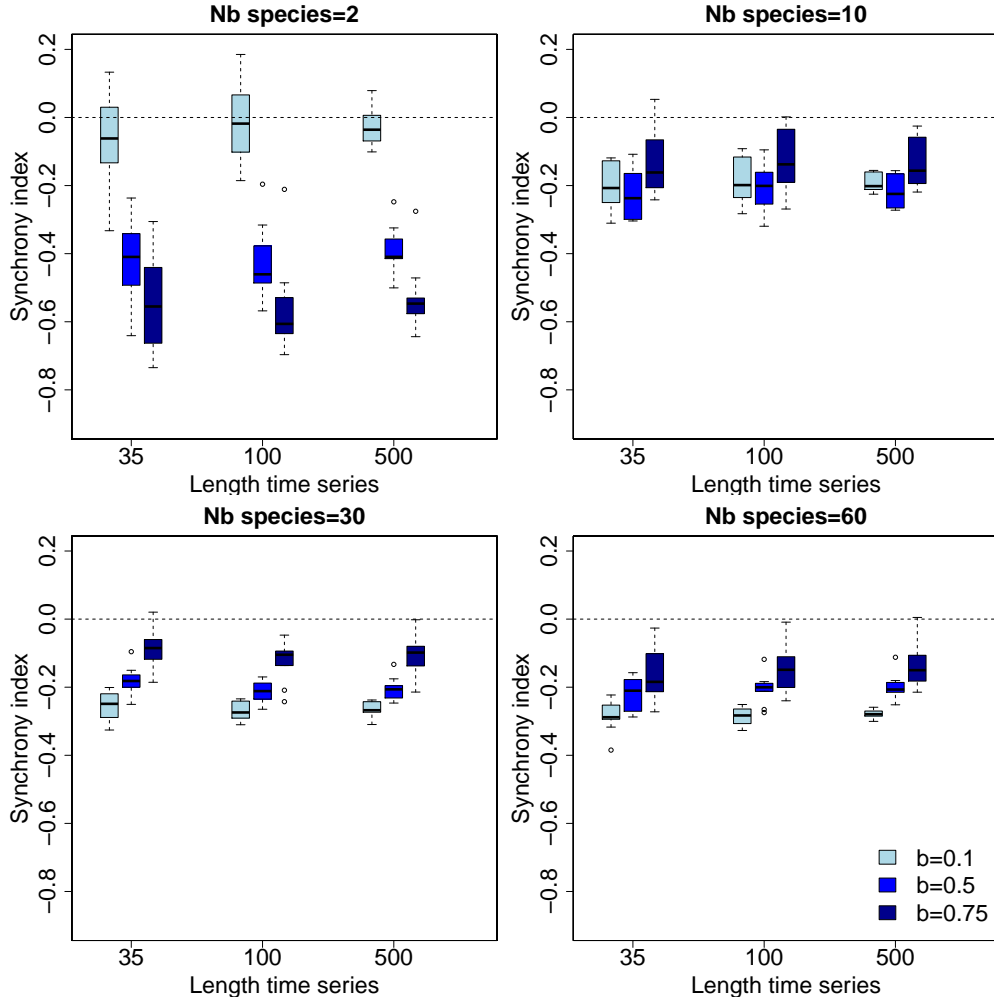 Nb species=2
Synchrony index
0.2
0.0
−0.2
−0.4
−0.6
−0.8
35 100 500
Length time series
Nb species=10
Synchrony index
0.2
0.0
−0.2
−0.4
−0.6
−0.8
35 100 500
Length time series
Nb species=30
Synchrony index
0.2
0.0
−0.2
−0.4
−0.6
−0.8
35 100 500
Length time series
Nb species=60
Synchrony index
0.2
0.0
−0.2
−0.4
−0.6
−0.8
b=0.1
b=0.5
b=0.75
35 100 500
Length time series